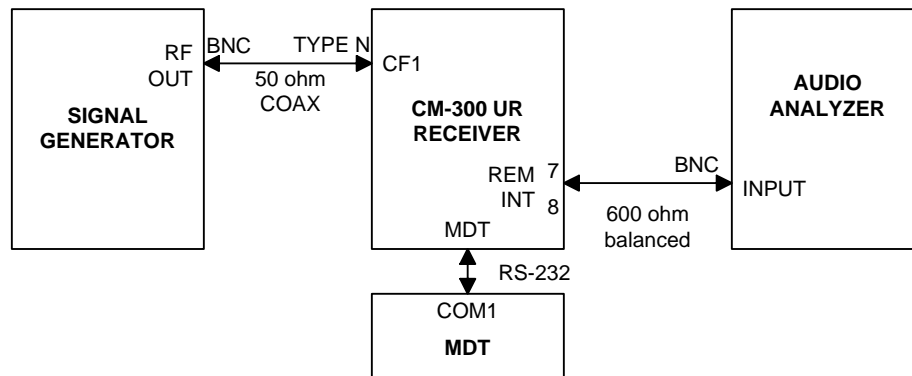 RF
OUT
BNC
SIGNAL
GENERATOR
50 ohm
COAX
TYPE N
CF1
CM-300 UR
RECEIVER
REM
INT
7
8
MDT
BNC
600 ohm
balanced
AUDIO
ANALYZER
INPUT
RS-232
COM1
MDT